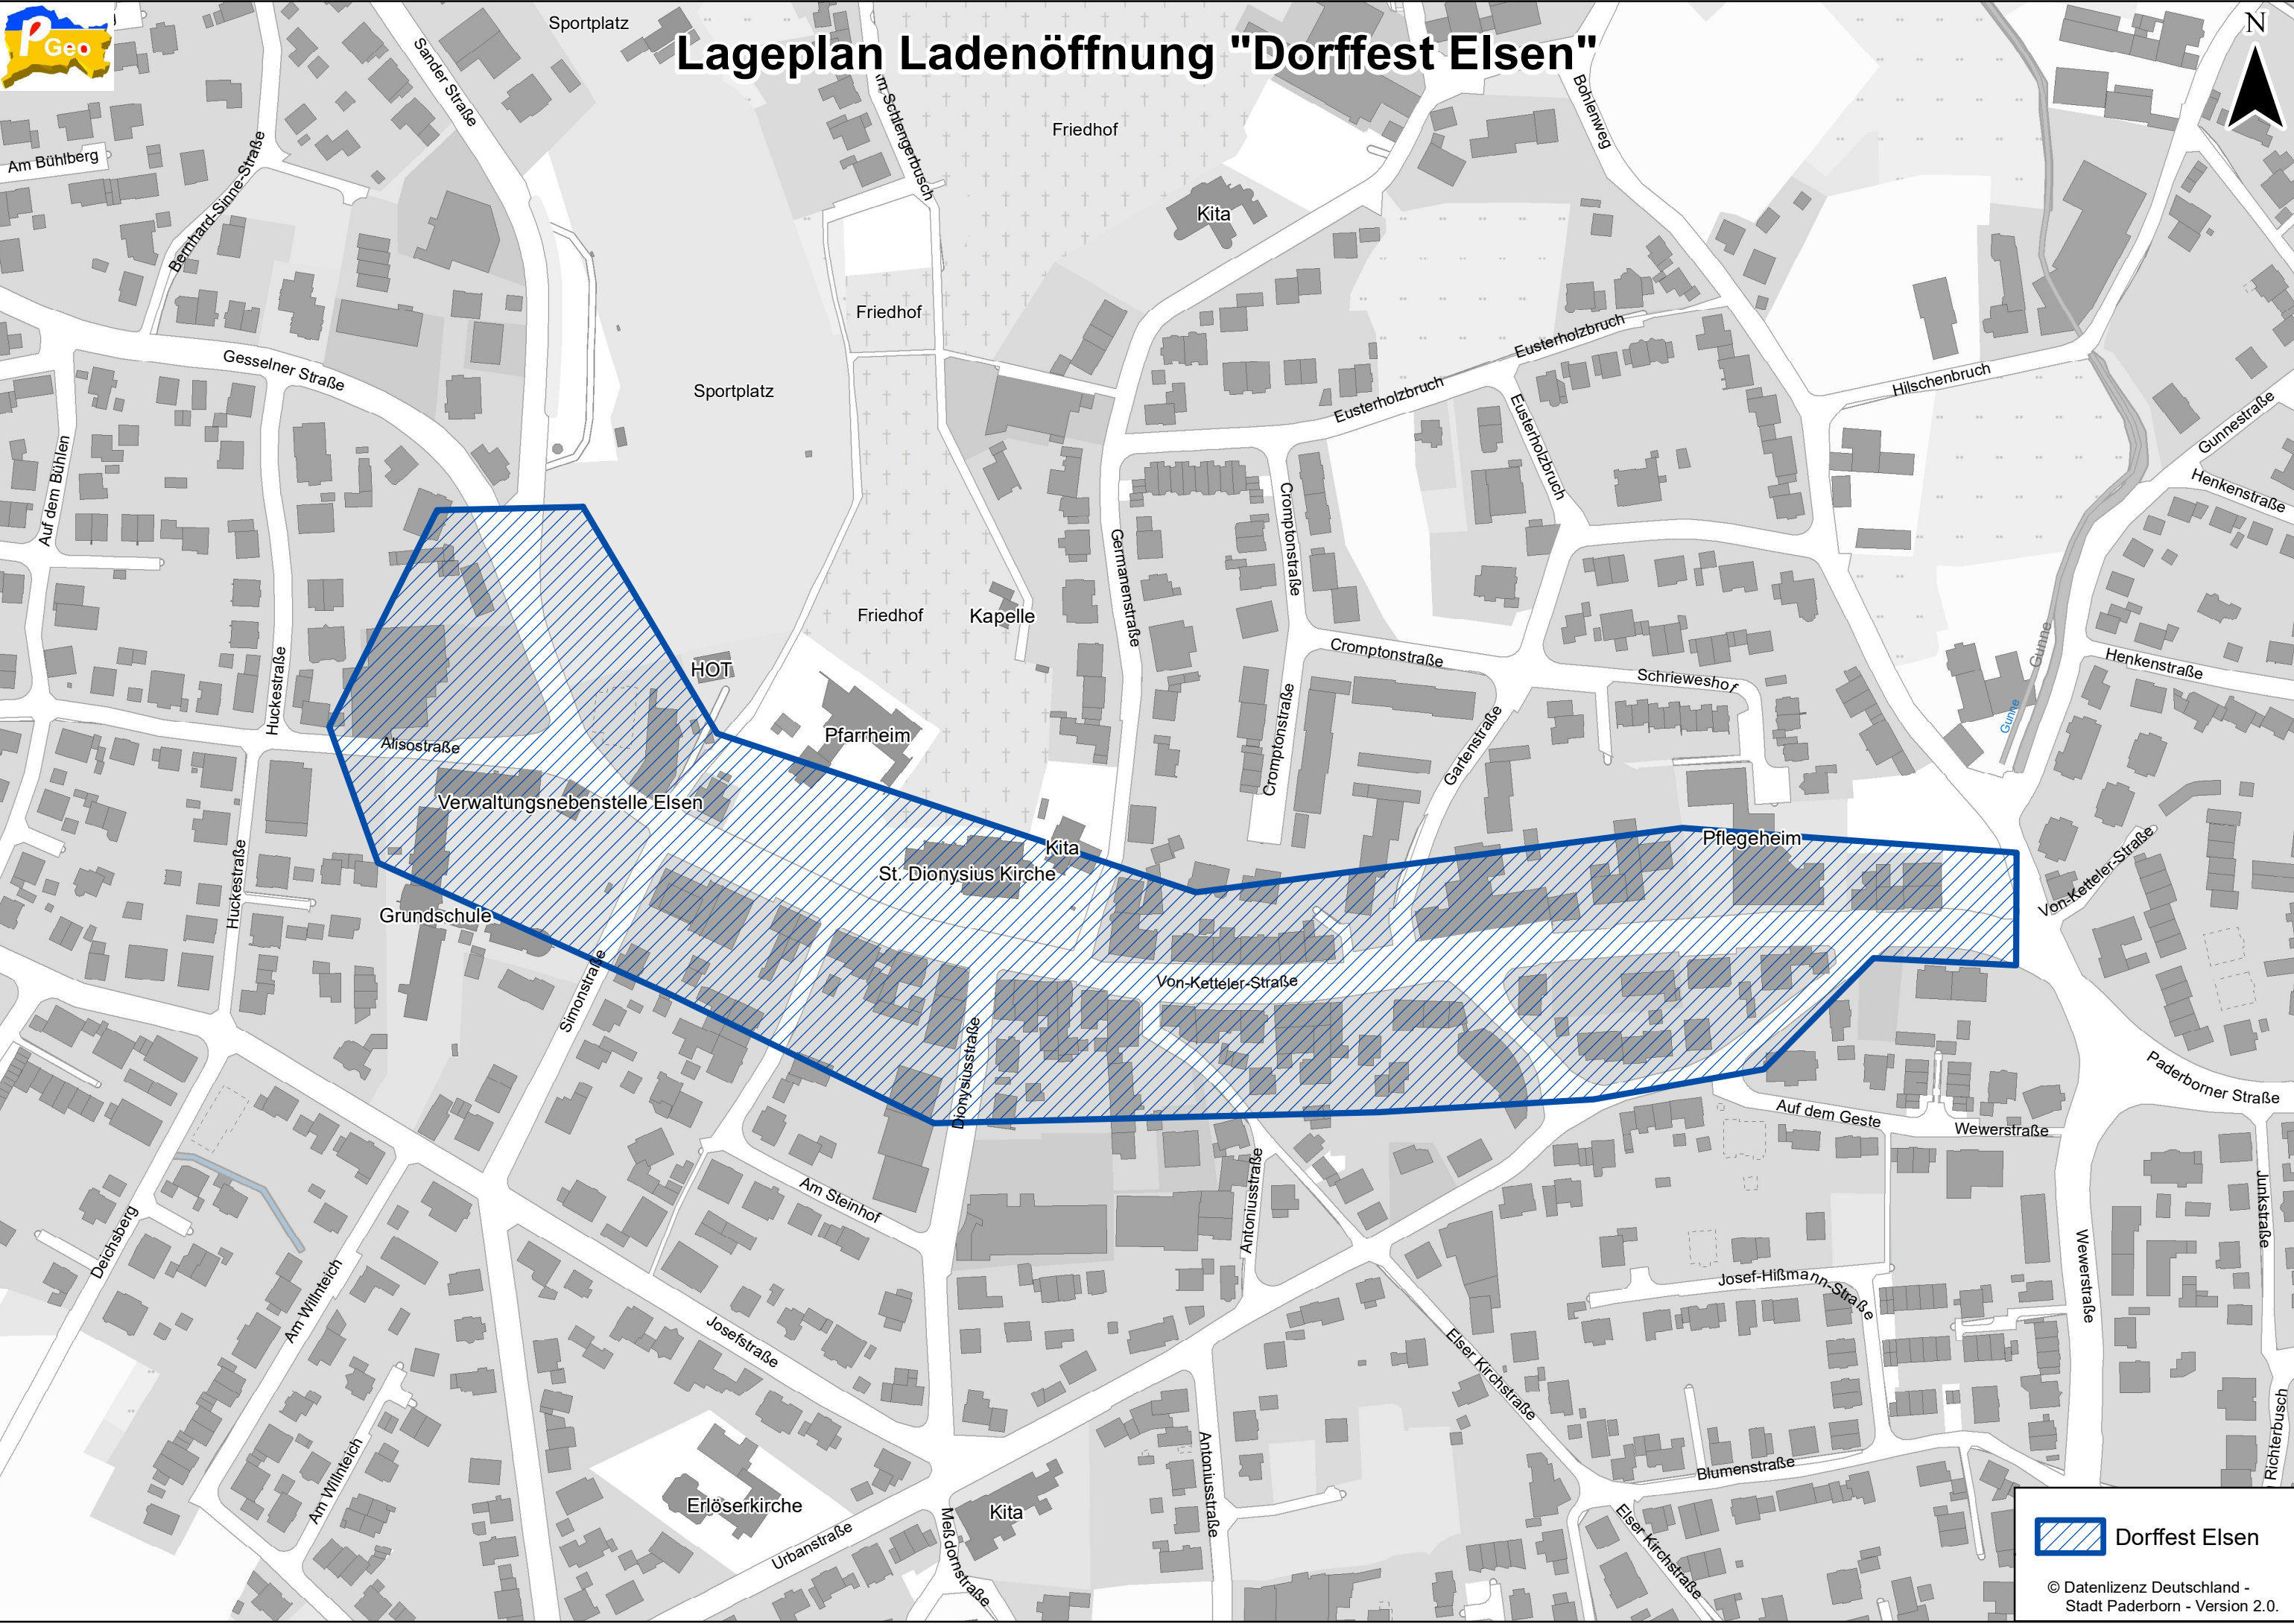 P Geo
Sportplatz
Lageplan Ladenöffnung "Dorffest Elsen"
N
Sander Straße
Am Schlengerbusch
Friedhof
Bohlenweg
Am Bühlberg
Bernhard-Sinne-Straße
Kita
Friedhof
Eusterholzbruch
Gesselner Straße
Sportplatz
Eusterholzbruch
Hilschenbruch
Gunnestraße
Auf dem Bühlen
Eusterholzbruch
Henkenstraße
Cromptonstraße
Germanenstraße
Friedhof
Kapelle
Gunne
Cromptonstraße
Henkenstraße
HOT
Huckestraße
Schrieweshof
Gunne
Cromptonstraße
Gartenstraße
Pfarrheim
Alisostraße
Verwaltungsnebenstelle Elsen
Kita
Pflegeheim
St. Dionysius Kirche
Von-Ketteler-Straße
Huckestraße
Grundschule
Simonstraße
Von-Ketteler-Straße
Dionysiusstraße
Paderborner Straße
Auf dem Geste
Wewerstraße
Am Steinhof
Antoniusstraße
Junkstraße
Deichsberg
Am Willnteich
Josef-Hißmann-Straße
Wewerstraße
Josefstraße
Elser Kirchstraße
Am Willnteich
Antoniusstraße
Blumenstraße
Richterbusch
Erlöserkirche
Kita
Urbanstraße
Meßdornstraße
Elser Kirchstraße
Dorffest Elsen
© Datenlizenz Deutschland -
Stadt Paderborn - Version 2.0.